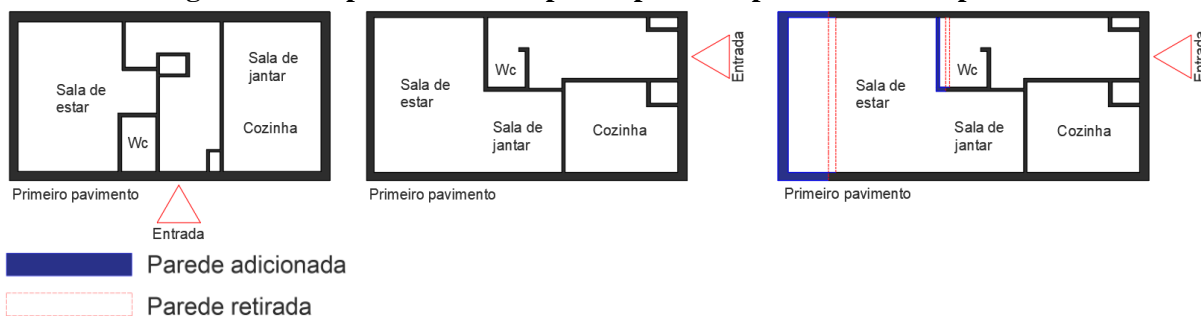 Sala de
estar
Sala de
jantar
Cozinha
Wc
Primeiro pavimento
Entrada
Sala de
estar
Wc
Sala de
jantar
Cozinha
Entrada
Primeiro pavimento
Sala de
estar
Wc
Sala de
jantar
Cozinha
Entrada
Primeiro pavimento
Parede adicionada
Parede retirada